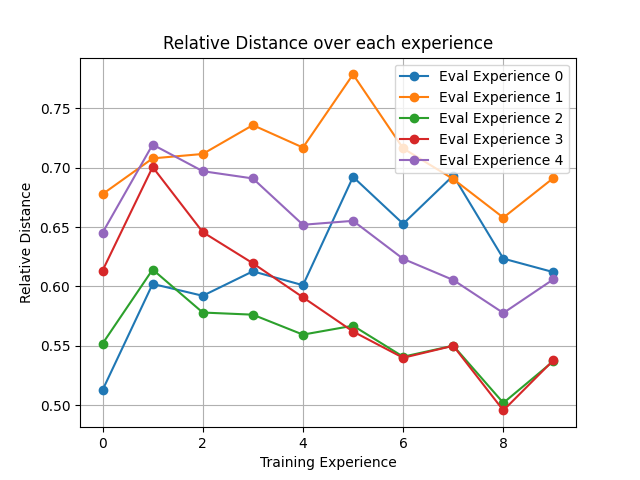 Relative Distance over each experience
Eval Experience 0
Eval Experience 1
Eval Experience 2
Eval Experience 3
Eval Experience 4
Relative Distance
0.75
0.70
0.65
0.60
0.55
0.50
0 2 4 6 8
Training Experience